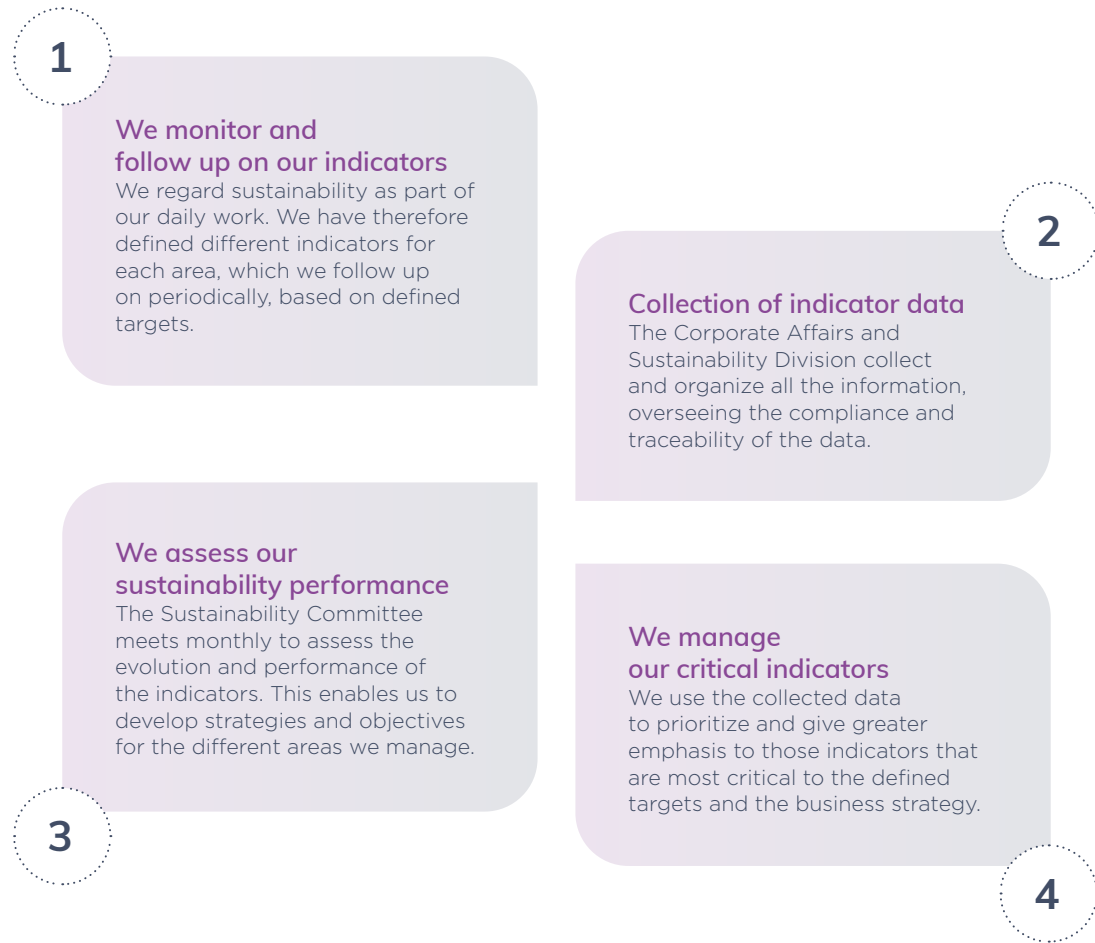 1
We monitor and
follow up on our indicators
We regard sustainability as part of
our daily work. We have therefore
defined different indicators for
each area, which we follow up
on periodically, based on defined
targets.
2
Collection of indicator data
The Corporate Affairs and
Sustainability Division collect
and organize all the information,
overseeing the compliance and
traceability of the data.
We assess our
sustainability performance
The Sustainability Committee
meets monthly to assess the
evolution and performance of
the indicators. This enables us to
develop strategies and objectives
for the different areas we manage.
3
We manage
our critical indicators
We use the collected data
to prioritize and give greater
emphasis to those indicators that
are most critical to the defined
targets and the business strategy.
4